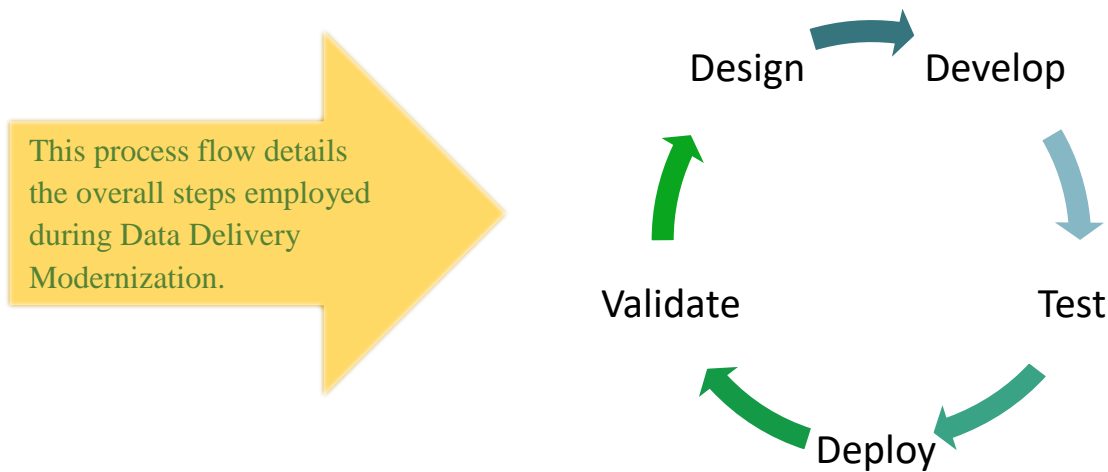 This process flow details
the overall steps employed
during Data Delivery
Modernization.
Design
Develop
Test
Deploy
Validate